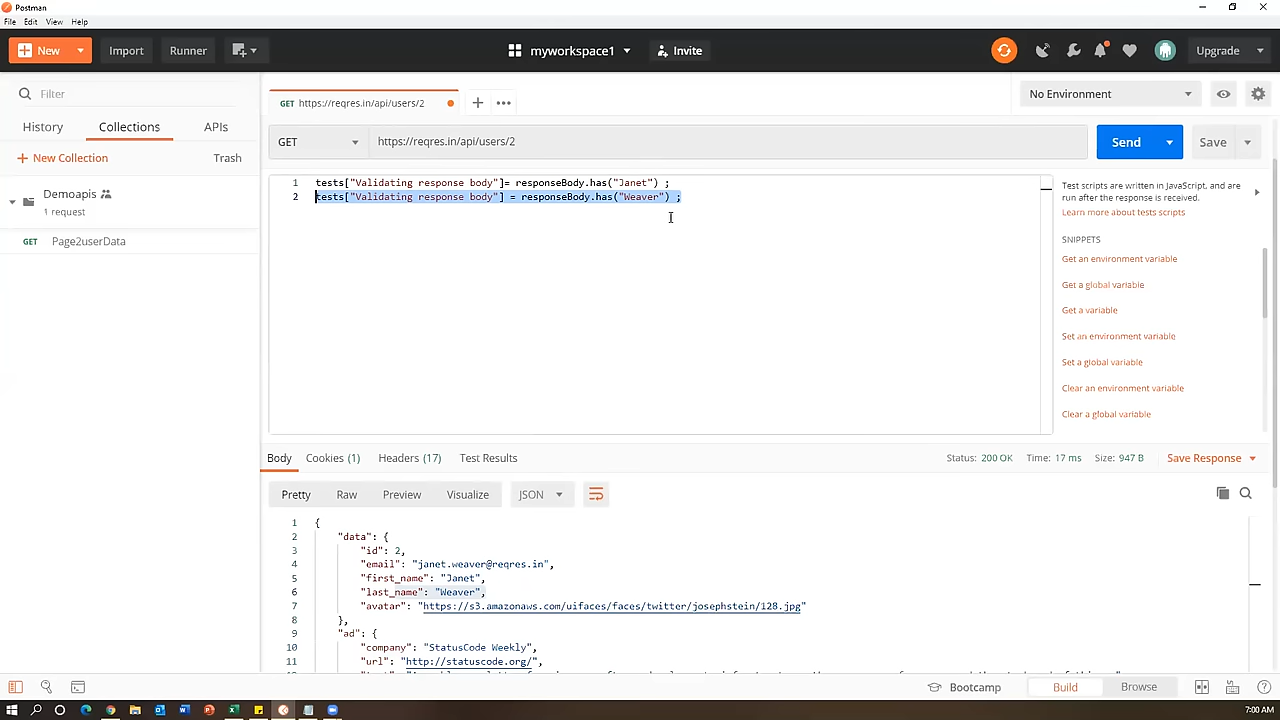 Postman
File Edit View Help
New
Import
Runner
myworkspace1
Invite
Upgrade
Filter
History
Collections
APIs
New Collection
Trash
Demoapis
1 request
GET Page2userData
GET https://reqres.in/api/users/2
No Environment
GET
https://reqres.in/api/users/2
Send
Save
1 tests["Validating response body"]= responseBody.has("Janet") ;
2 tests["Validating response body"] = responseBody.has("Weaver") ;
Test scripts are written in JavaScript, and are
run after the response is received.
Learn more about tests scripts
SNIPPETS
Get an environment variable
Get a global variable
Get a variable
Set an environment variable
Set a global variable
Clear an environment variable
Clear a global variable
Body Cookies (1) Headers (17) Test Results
Status: 200 OK Time: 17 ms Size: 947 B Save Response
Pretty Raw Preview Visualize JSON
1 {
2 "data": {
3 "id": 2,
4 "email": "janet.weaver@reqres.in",
5 "first_name": "Janet",
6 "last_name": "Weaver",
7 "avatar": "https://s3.amazonaws.com/uifaces/faces/twitter/josephstein/128.jpg"
8 },
9 "ad": {
10 "company": "StatusCode Weekly",
11 "url": "http://statuscode.org/",
Bootcamp
Build
Browse
7:00 AM